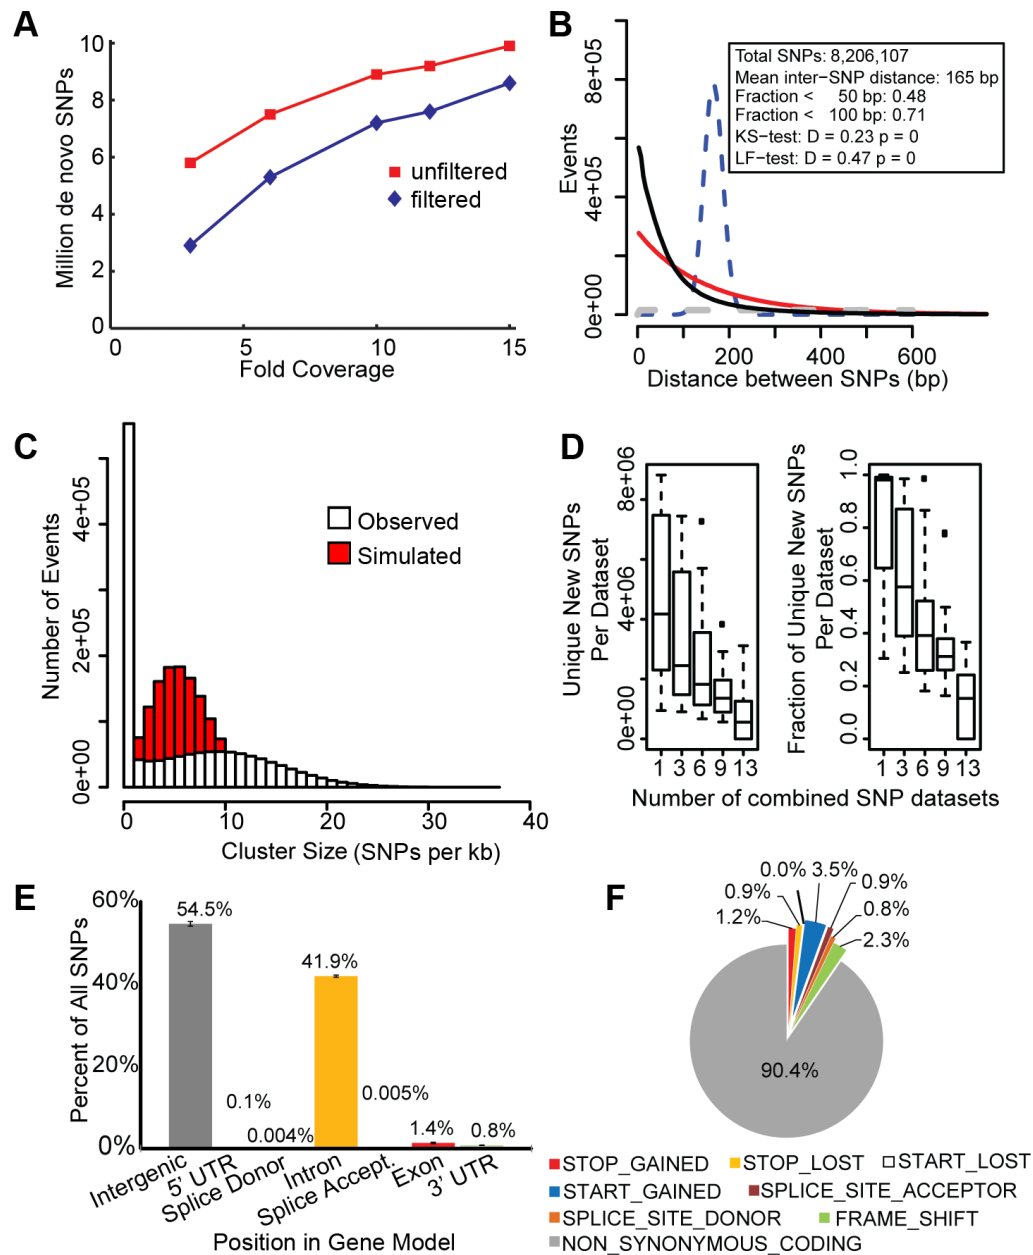 A
Million de novo SNPs
10
8
6
4
2
0
0
5
10
15
Fold Coverage
unfiltered
filtered
B
Events
8e+05
4e+05
0e+00
Total SNPs: 8,206,107
Mean inter-SNP distance: 165 bp
Fraction < 50 bp: 0.48
Fraction < 100 bp: 0.71
KS-test: D = 0.23 p = 0
LF-test: D = 0.47 p = 0
0
200
400
600
Distance between SNPs (bp)
C
Number of Events
4e+05
2e+05
0e+00
Observed
Simulated
0
10
20
30
40
Cluster Size (SNPs per kb)
D
Unique New SNPs
Per Dataset
8e+06
4e+06
0e+00
1 3 6 9 13
Fraction of Unique New SNPs
Per Dataset
1.0
0.8
0.6
0.4
0.2
0.0
1 3 6 9 13
Number of combined SNP datasets
E
Percent of All SNPs
60%
40%
20%
0%
54.5%
0.1%
0.004%
41.9%
0.005%
1.4%
0.8%
Intergenic
5' UTR
Splice Donor
Intron
Splice Accept.
Exon
3' UTR
Position in Gene Model
F
1.2%
0.9%
0.0%
3.5%
0.9%
0.8%
2.3%
90.4%
STOP_GAINED
STOP_LOST
START_LOST
START_GAINED
SPLICE_SITE_ACCEPTOR
SPLICE_SITE_DONOR
FRAME_SHIFT
NON_SYNONYMOUS_CODING